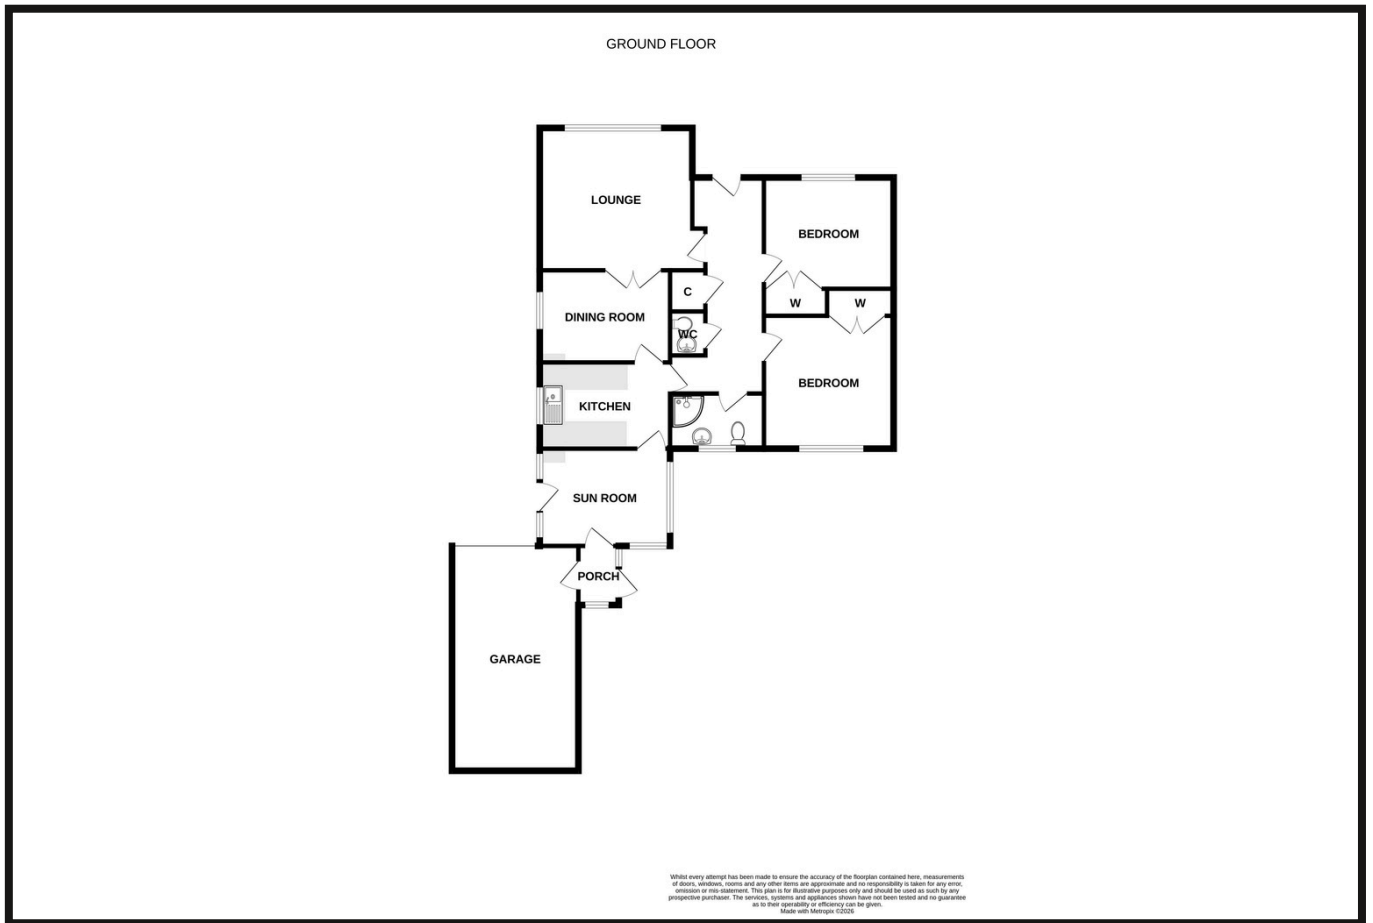 GROUND FLOOR
LOUNGE
BEDROOM
C
W
W
DINING ROOM
WC
BEDROOM
KITCHEN
SUN ROOM
PORCH
GARAGE
Whilst every attempt has been made to ensure the accuracy of the floorplan contained here, measurements
of doors, windows, rooms and any other items are approximate and no responsibility is taken for any error,
omission or mis-statement. This plan is for illustrative purposes only and should be used as such by any
prospective purchaser. The services, systems and appliances shown have not been tested and no guarantee
as to their operability or efficiency can be given.
Made with Metropix ©2026